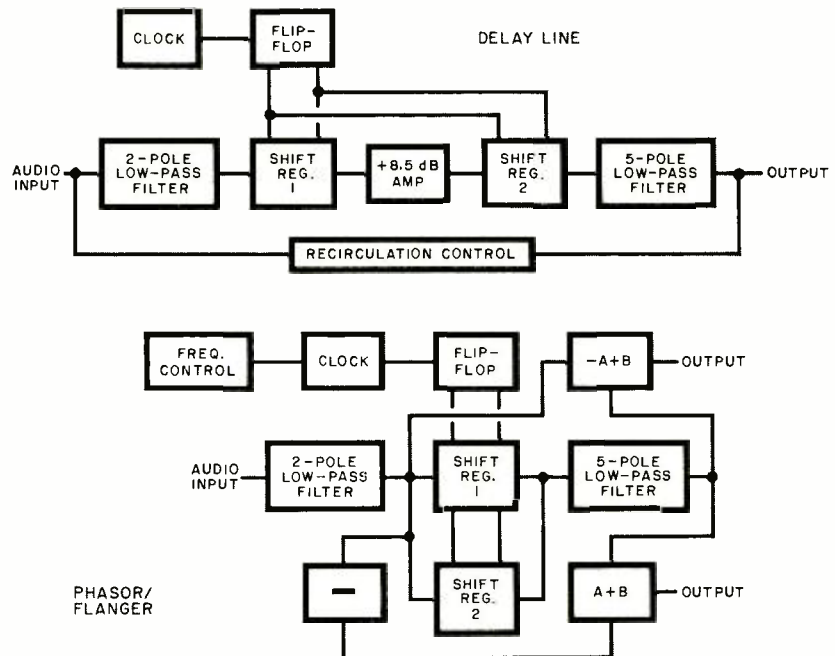 CLOCK
FLIP-
FLOP
DELAY LINE
AUDIO
INPUT
2-POLE
LOW-PASS
FILTER
SHIFT
REG.
1
+8.5 dB
AMP
SHIFT
REG.
2
5-POLE
LOW-PASS
FILTER
OUTPUT
RECIRCULATION CONTROL
FREQ.
CONTROL
CLOCK
FLIP-
FLOP
-A+B
OUTPUT
AUDIO
INPUT
2-POLE
LOW-PASS
FILTER
SHIFT
REG.
1
5-POLE
LOW-PASS
FILTER
PHASOR/
FLANGER
−
SHIFT
REG.
2
A+B
OUTPUT